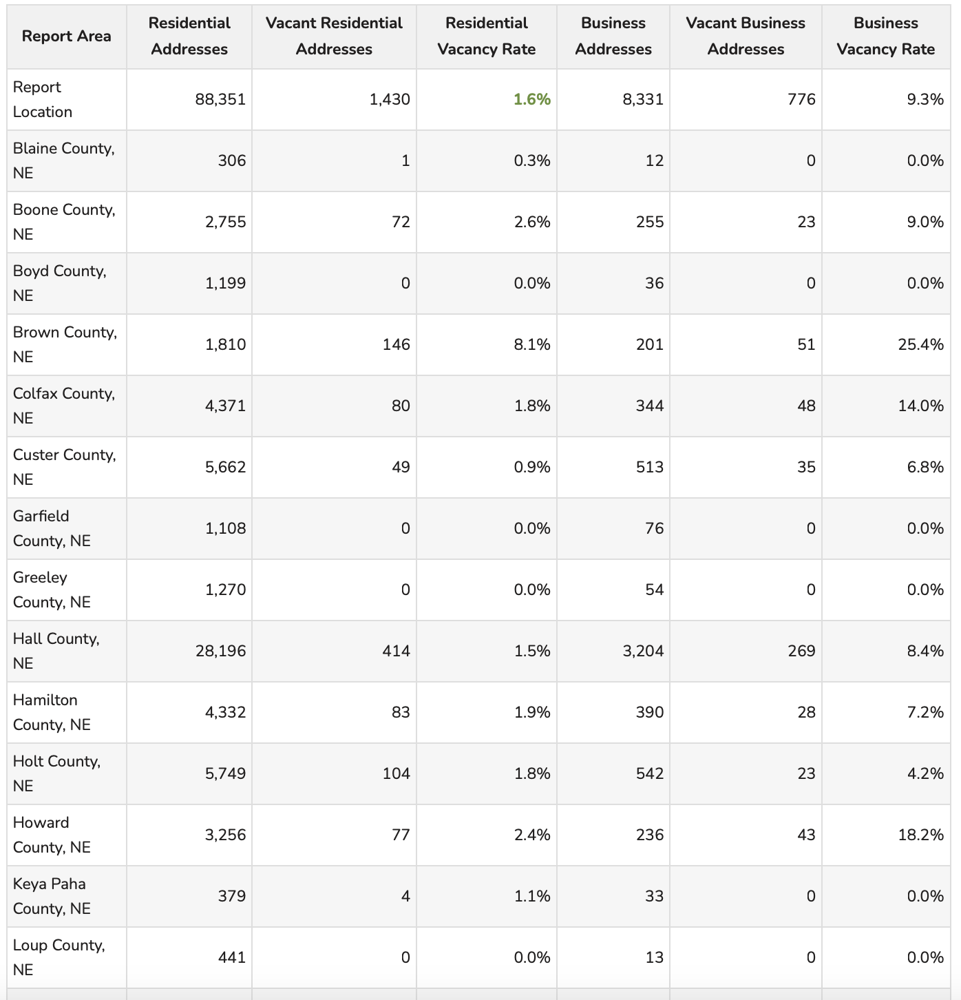 Report Area
Residential
Addresses
Vacant Residential
Addresses
Residential
Vacancy Rate
Business
Addresses
Vacant Business
Addresses
Business
Vacancy Rate
Report
Location
88,351
1,430
1.6%
8,331
776
9.3%
Blaine County,
NE
306
1
0.3%
12
0
0.0%
Boone County,
NE
2,755
72
2.6%
255
23
9.0%
Boyd County,
NE
1,199
0
0.0%
36
0
0.0%
Brown County,
NE
1,810
146
8.1%
201
51
25.4%
Colfax County,
NE
4,371
80
1.8%
344
48
14.0%
Custer County,
NE
5,662
49
0.9%
513
35
6.8%
Garfield
County, NE
1,108
0
0.0%
76
0
0.0%
Greeley
County, NE
1,270
0
0.0%
54
0
0.0%
Hall County,
NE
28,196
414
1.5%
3,204
269
8.4%
Hamilton
County, NE
4,332
83
1.9%
390
28
7.2%
Holt County,
NE
5,749
104
1.8%
542
23
4.2%
Howard
County, NE
3,256
77
2.4%
236
43
18.2%
Keya Paha
County, NE
379
4
1.1%
33
0
0.0%
Loup County,
NE
441
0
0.0%
13
0
0.0%